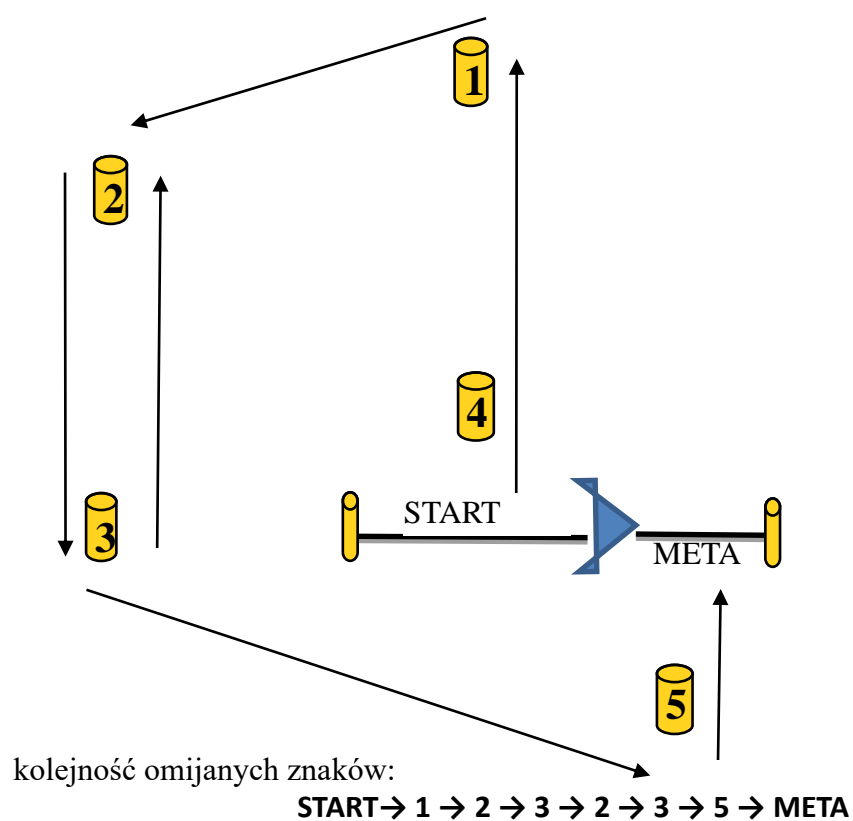 1
2
4
3
START
META
5
kolejność omijanych znaków:
START→ 1 → 2 → 3 → 2 → 3 → 5 → META